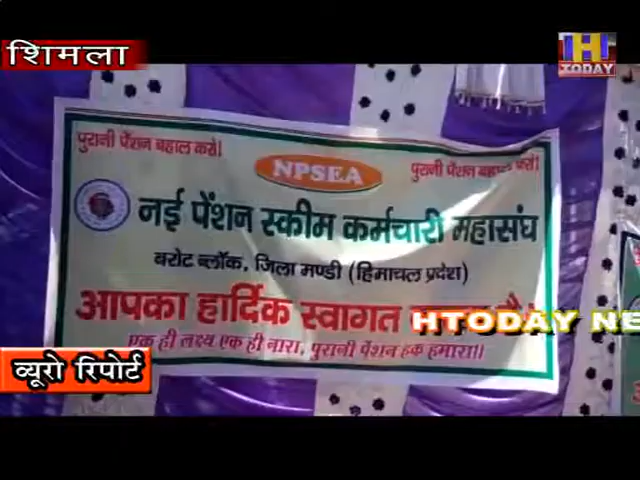 शिमला
H
TODAY
पुरानी पेंशन बहाल करो।
NPSEA
पुरानी पेंशन बहाल करो।
नई पेंशन स्कीम कर्मचारी महासंघ
बरोट ब्लॉक, जिला मण्डी (हिमाचल प्रदेश)
आपका हार्दिक स्वागत
HTODAY NE
एक ही लक्ष्य एक ही नारा, पुरानी पेंशन हक हमारा॥
ब्यूरो रिपोर्ट